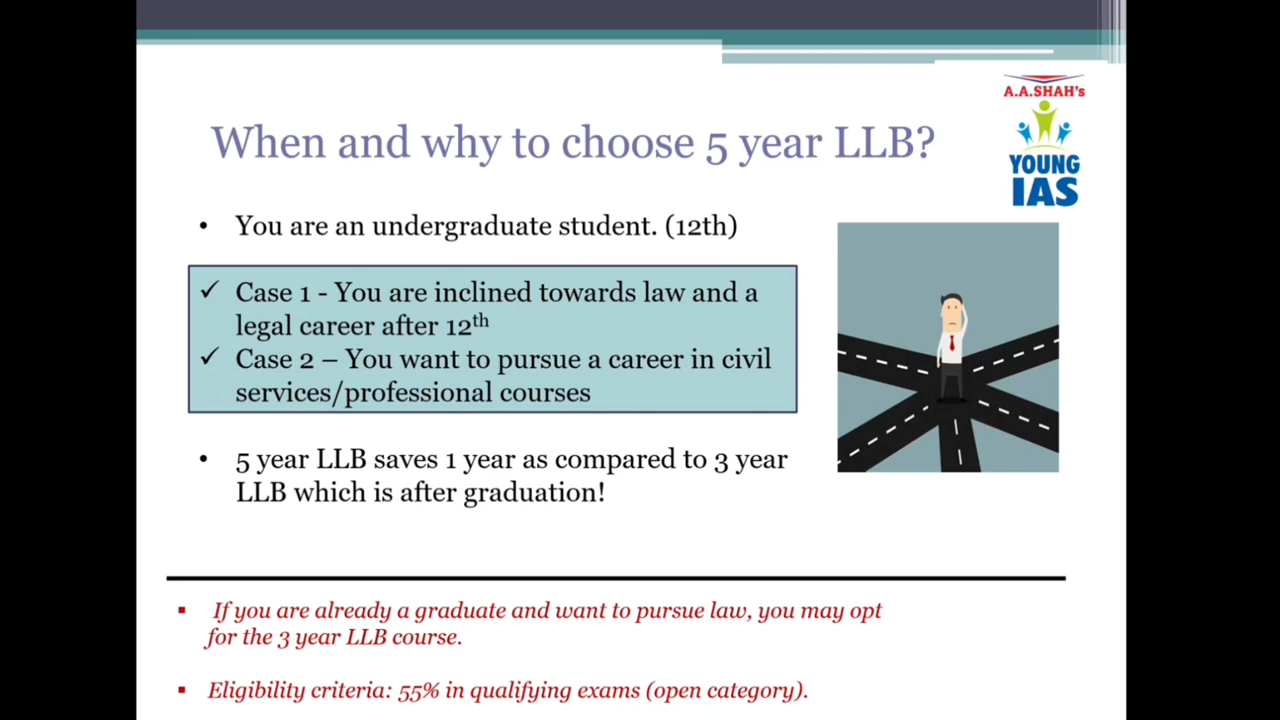 A.A.SHAH's
YOUNG
IAS
When and why to choose 5 year LLB?
• You are an undergraduate student. (12th)
✓ Case 1 - You are inclined towards law and a
legal career after 12th
✓ Case 2 – You want to pursue a career in civil
services/professional courses
• 5 year LLB saves 1 year as compared to 3 year
LLB which is after graduation!
▪ If you are already a graduate and want to pursue law, you may opt
for the 3 year LLB course.
▪ Eligibility criteria: 55% in qualifying exams (open category).